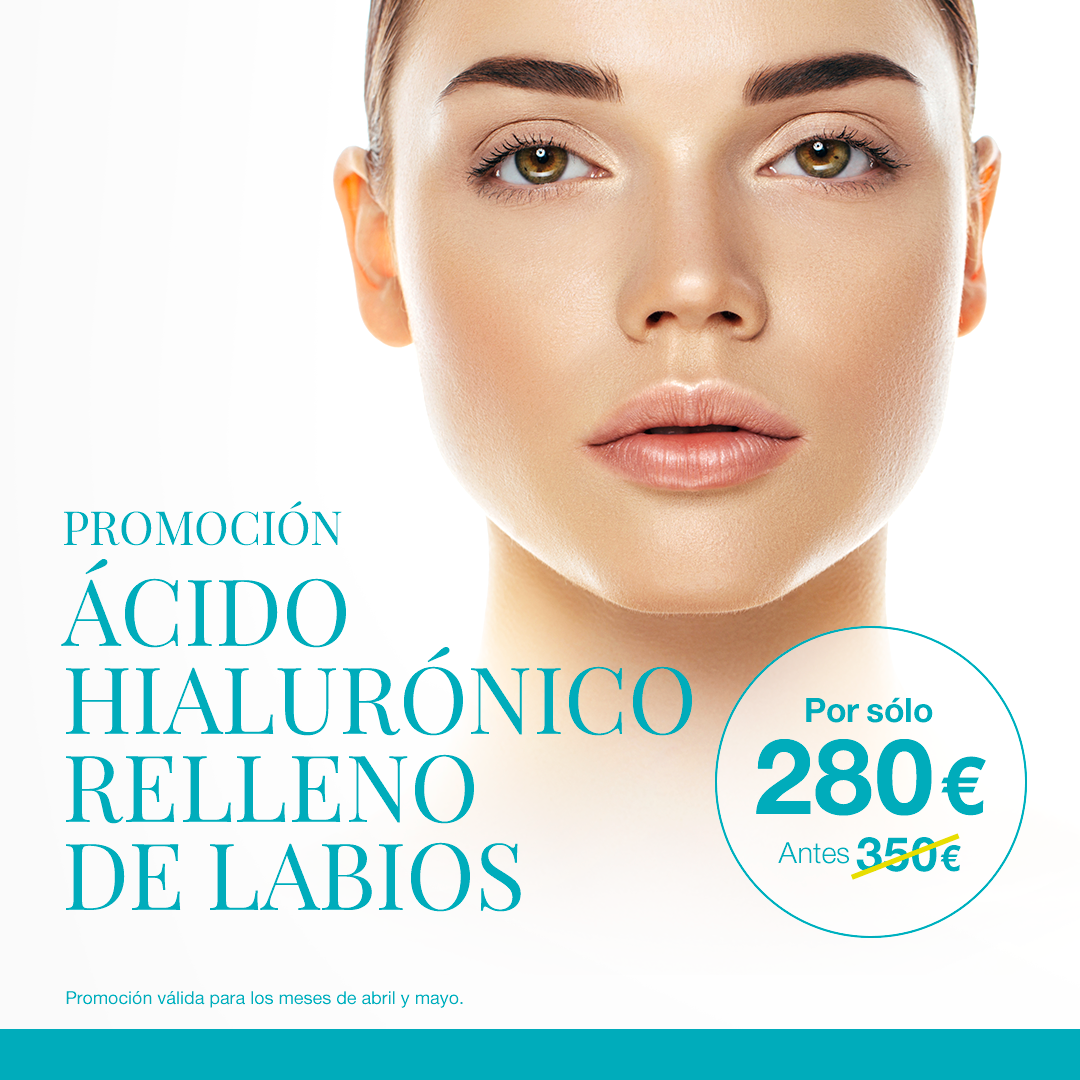 PROMOCIÓN
ÁCIDO
HIALURÓNICO
RELLENO
DE LABIOS
Por sólo
280€
Antes 350€
Promoción válida para los meses de abril y mayo.